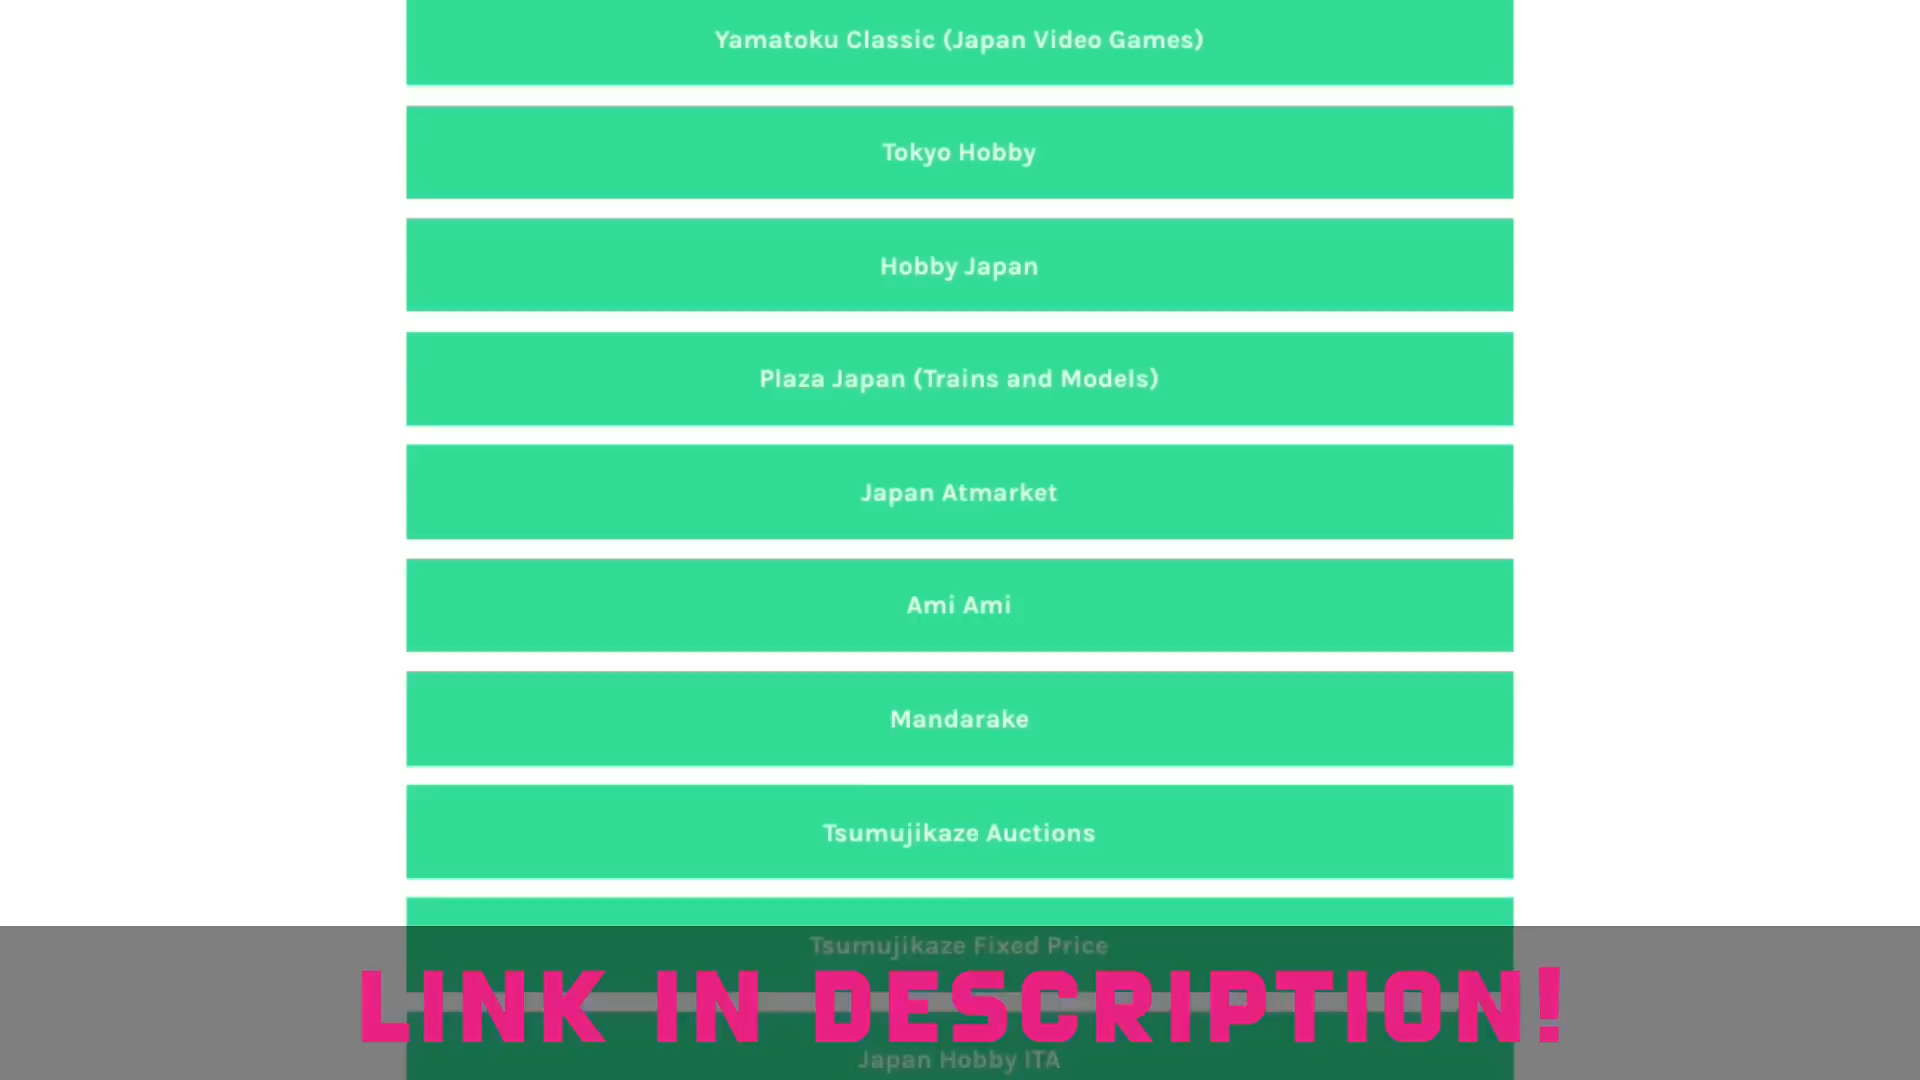 Yamatoku Classic (Japan Video Games)
Tokyo Hobby
Hobby Japan
Plaza Japan (Trains and Models)
Japan Atmarket
Ami Ami
Mandarake
Tsumujikaze Auctions
Tsumujikaze Fixed Price
LINK IN DESCRIPTION!
Japan Hobby ITA